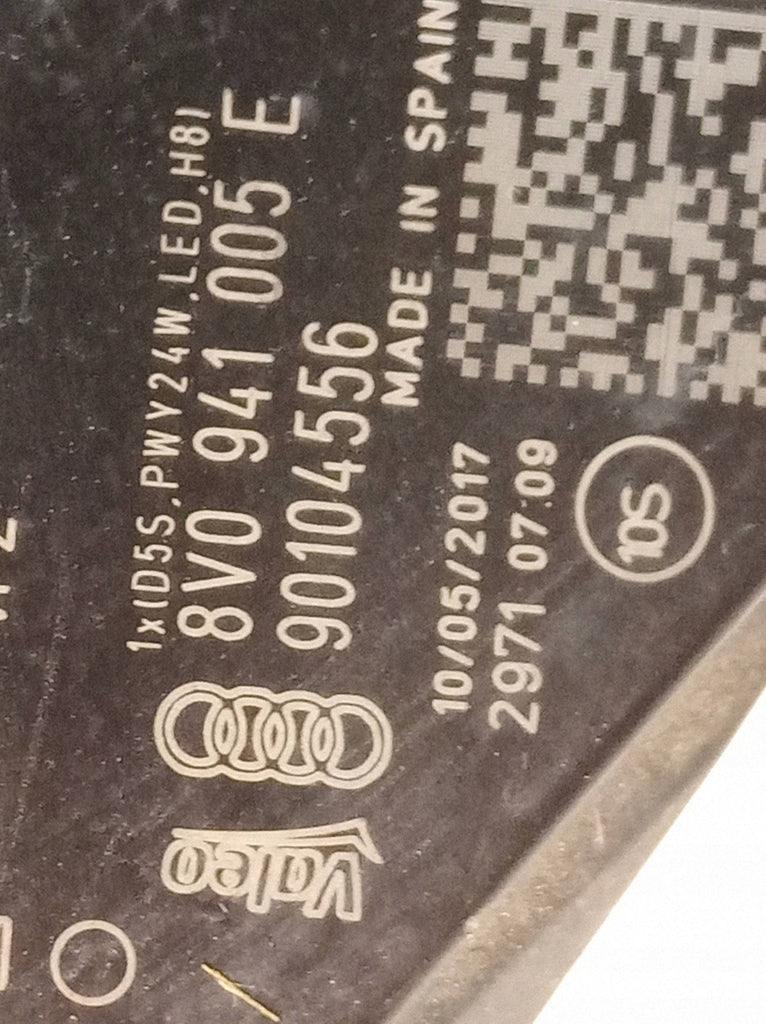 1x(D5S,PWY24W,LED,H8)
8V0 941 005 E
90104556
MADE IN SPAIN
Valeo
10/05/2017
2971 07:09
10S